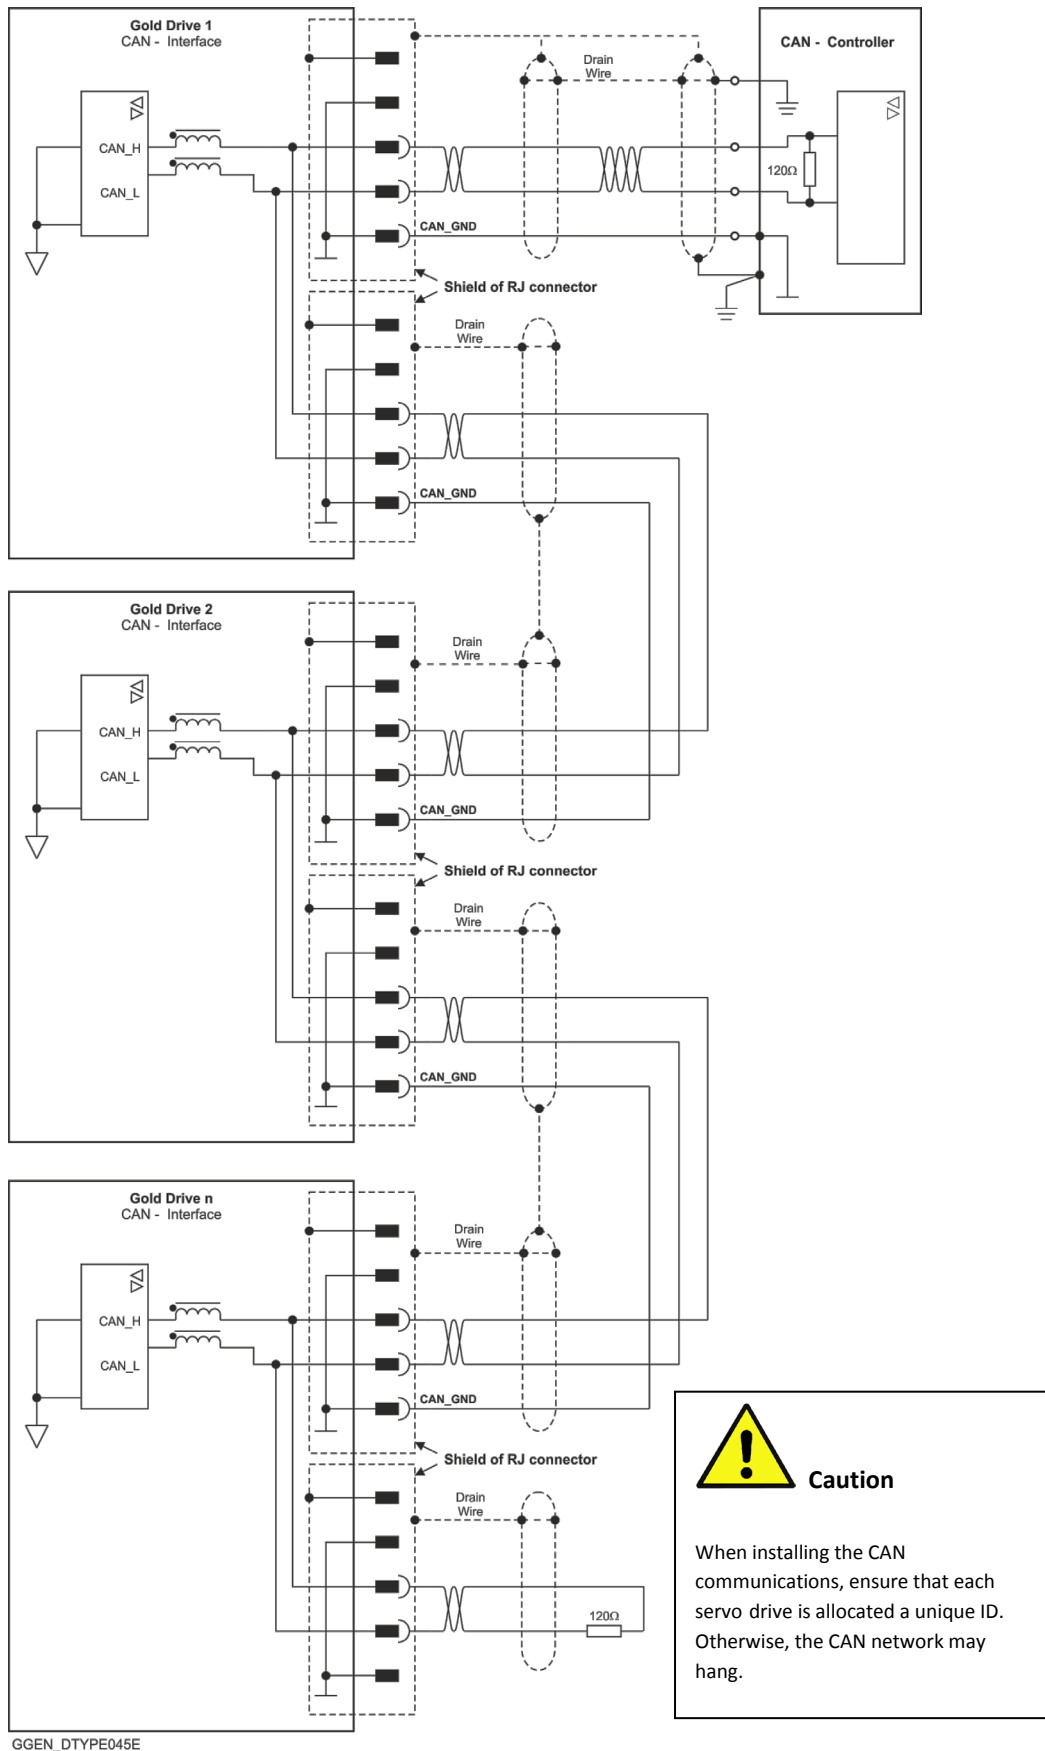 Gold Drive 1
CAN - Interface
CAN - Controller
Drain
Wire
CAN_H
CAN_L
120Ω
CAN_GND
Shield of RJ connector
Drain
Wire
CAN_GND
Gold Drive 2
CAN - Interface
Drain
Wire
CAN_H
CAN_L
CAN_GND
Shield of RJ connector
Drain
Wire
CAN_GND
Gold Drive n
CAN - Interface
Drain
Wire
CAN_H
CAN_L
CAN_GND
Shield of RJ connector
Drain
Wire
120Ω
Caution
When installing the CAN
communications, ensure that each
servo drive is allocated a unique ID.
Otherwise, the CAN network may
hang.
GGEN_DTYPE045E